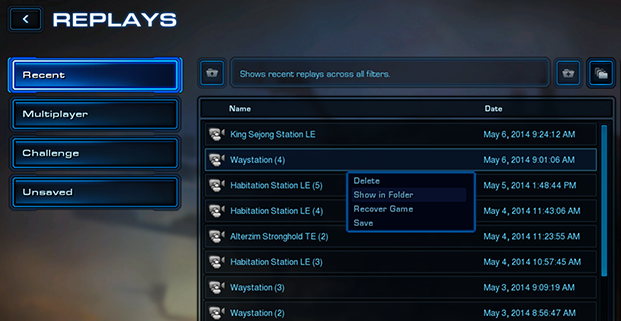 REPLAYS
Recent
Shows recent replays across all filters.
Multiplayer
Challenge
Unsaved
Name Date
King Sejong Station LE May 6, 2014 9:24:12 AM
Waystation (4) May 6, 2014 9:01:06 AM
Habitation Station LE (5) May 5, 2014 1:48:44 PM
Habitation Station LE (4) May 4, 2014 11:43:06 AM
Alterzim Stronghold TE (2) May 4, 2014 11:23:55 AM
Habitation Station LE (3) May 4, 2014 10:57:45 AM
Waystation (3) May 3, 2014 9:09:19 AM
Waystation (2) May 3, 2014 8:56:47 AM
Delete
Show in Folder
Recover Game
Save